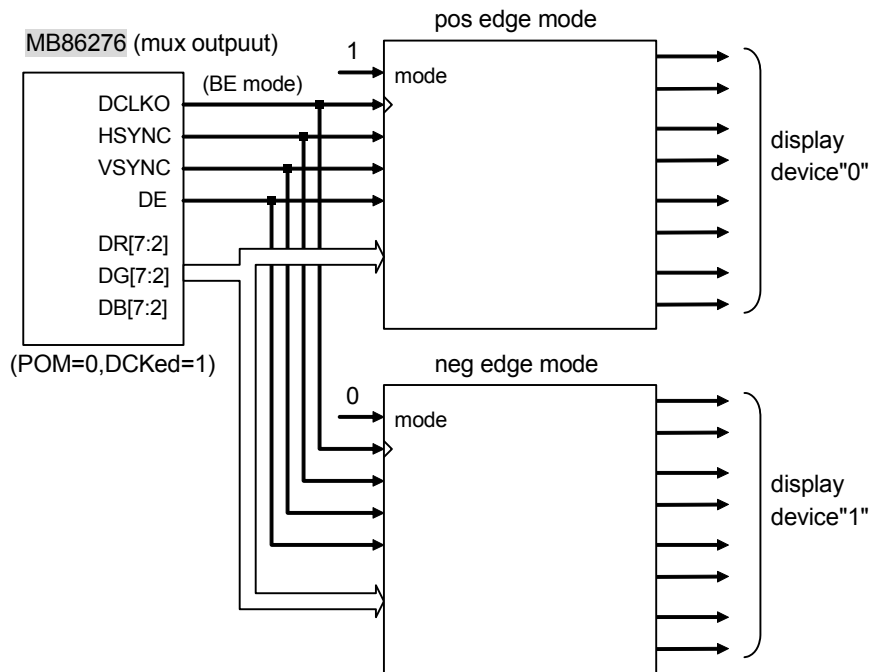 pos edge mode
MB86276 (mux outpuut)
1
mode
(BE mode)
DCLKO
HSYNC
VSYNC
DE
DR[7:2]
DG[7:2]
DB[7:2]
(POM=0,DCKed=1)
display
device"0"
neg edge mode
0
mode
display
device"1"